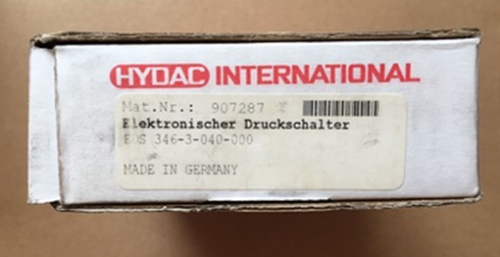 HYDAC INTERNATIONAL
Mat.Nr.: 907287
Elektronischer Druckschalter
EDS 346-3-040-000
MADE IN GERMANY